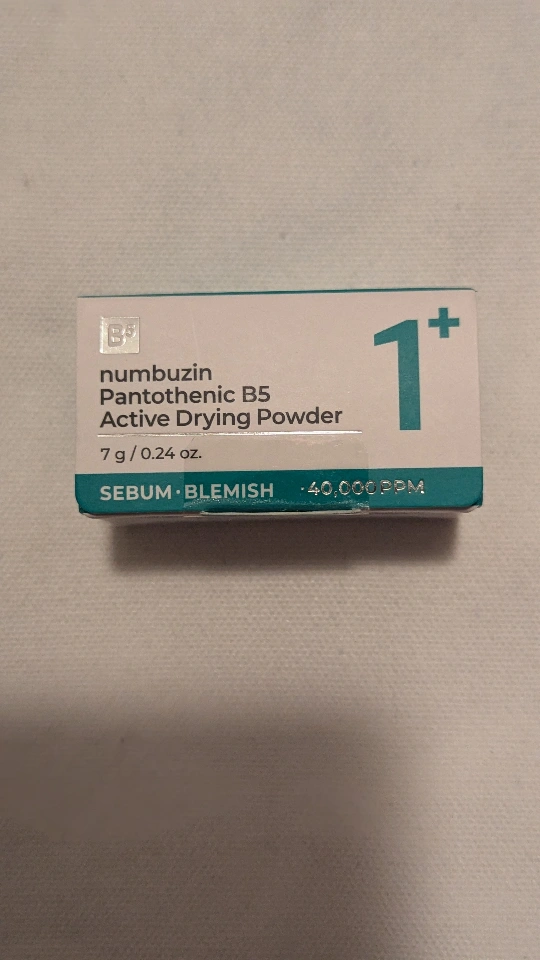 B5
1+
numbuzin
Pantothenic B5
Active Drying Powder
7 g / 0.24 oz.
SEBUM · BLEMISH · 40,000PPM